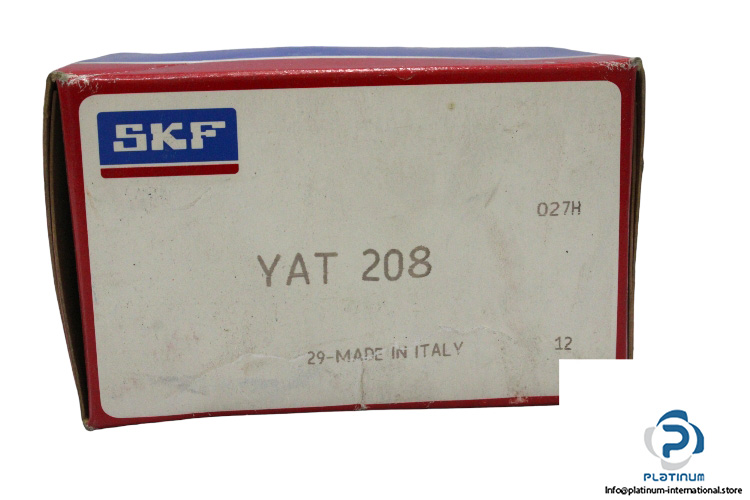 SKF
027H
YAT 208
29-MADE IN ITALY
12
PLATINUM
Info@platinum-international.store